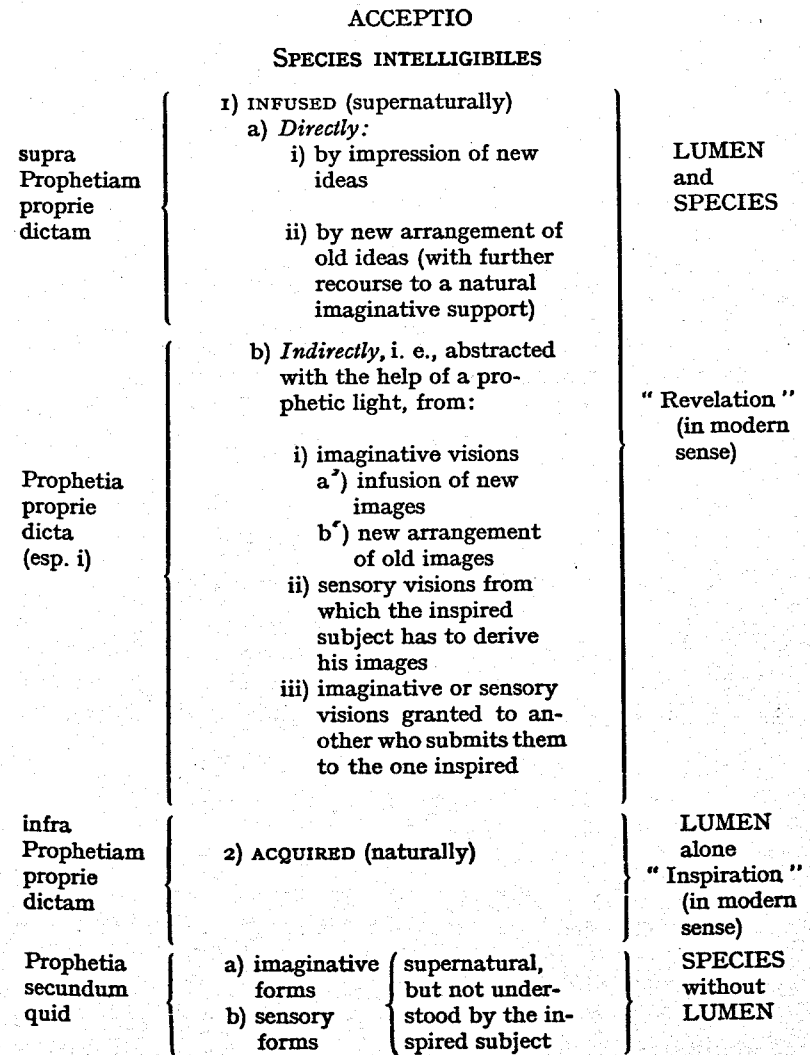 ACCEPTIO
SPECIES INTELLIGIBILES
supra
Prophetiam
proprie
dictam
1) INFUSED (supernaturally)
a) Directly:
i) by impression of new
ideas
ii) by new arrangement of
old ideas (with further
recourse to a natural
imaginative support)
LUMEN
and
SPECIES
Prophetia
proprie
dicta
(esp. i)
b) Indirectly, i. e., abstracted
with the help of a pro-
phetic light, from:
i) imaginative visions
a´) infusion of new
images
b´) new arrangement
of old images
ii) sensory visions from
which the inspired
subject has to derive
his images
iii) imaginative or sensory
visions granted to an-
other who submits them
to the one inspired
" Revelation "
(in modern
sense)
infra
Prophetiam
proprie
dictam
2) ACQUIRED (naturally)
LUMEN
alone
" Inspiration "
(in modern
sense)
Prophetia
secundum
quid
a) imaginative
forms
b) sensory
forms
supernatural,
but not under-
stood by the in-
spired subject
SPECIES
without
LUMEN